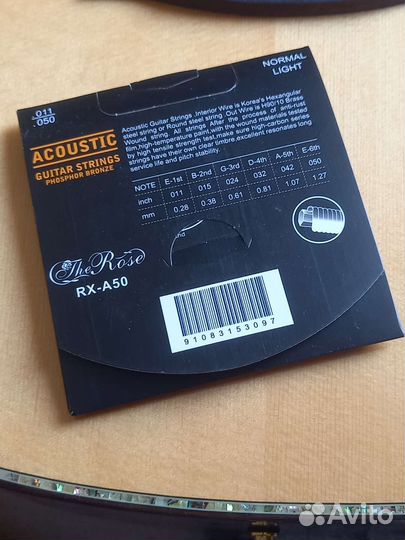 .011
.050
NORMAL
LIGHT
ACOUSTIC
GUITAR STRINGS
PHOSPHOR BRONZE
Acoustic Guitar Strings .Interior Wire is Korea's Hexangular
steel string or Round steel string. Out Wire is H90/10 Brass
Wound string. All strings After the process of anti-rust
film,high-temperature paint,with the wound materials tested
by high tensile strength test,make sure high-carbon series
strings have their own clear timbre,excellent resonates long
service life and pitch stability.
NOTE E-1st B-2nd G-3rd D-4th A-5th E-6th
inch 011 015 024 032 042 050
mm 0.28 0.38 0.61 0.81 1.07 1.27
The Rose
RX-A50
91083153097
Avito